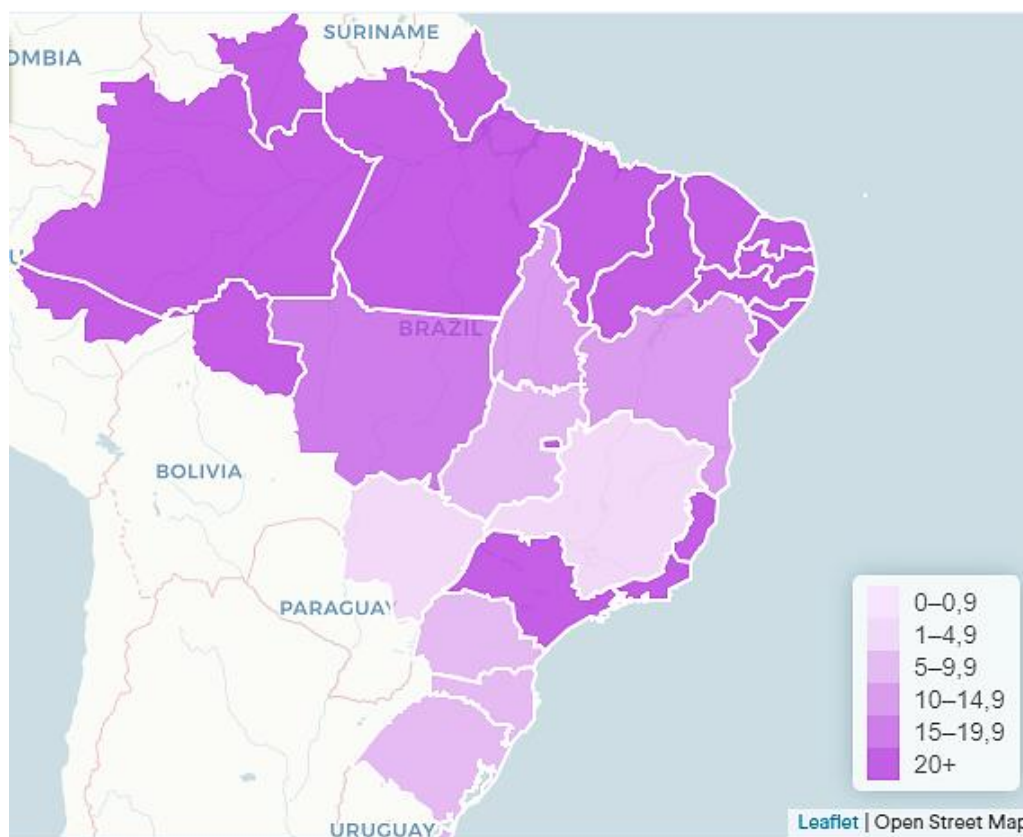 SURINAME
OMBIA
U
BRAZIL
BOLIVIA
PARAGUAY
URUGUAY
0–0,9
1–4,9
5–9,9
10–14,9
15–19,9
20+
Leaflet | Open Street Map